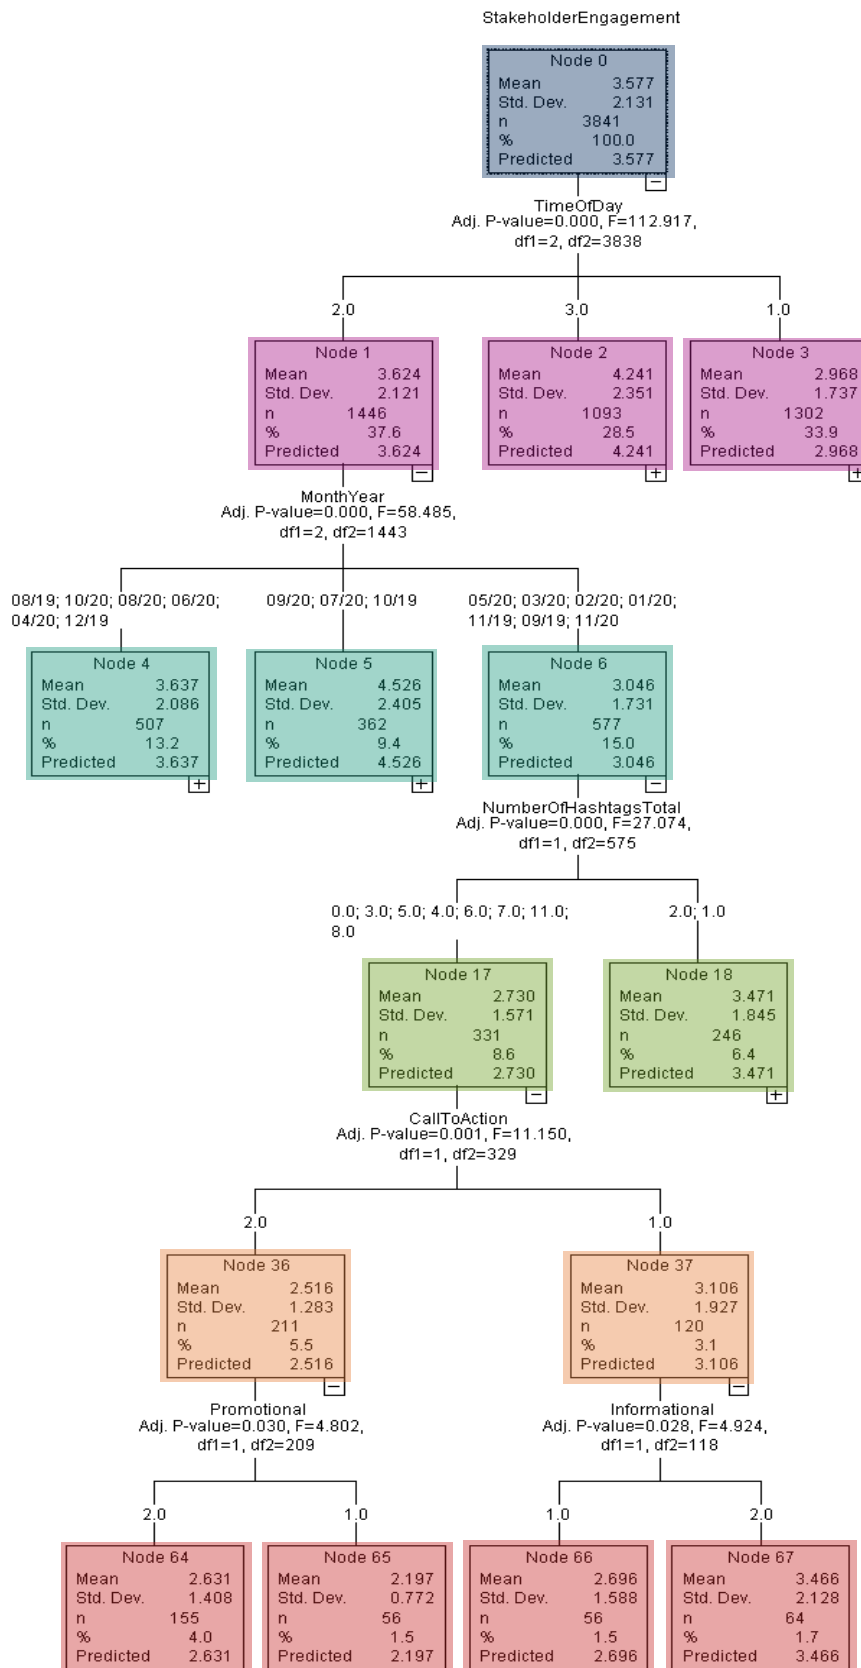 StakeholderEngagement
Node 0
Mean 3.577
Std. Dev. 2.131
n 3841
% 100.0
Predicted 3.577
TimeOfDay
Adj. P-value=0.000, F=112.917,
df1=2, df2=3838
2.0 3.0 1.0
Node 1
Mean 3.624
Std. Dev. 2.121
n 1446
% 37.6
Predicted 3.624
Node 2
Mean 4.241
Std. Dev. 2.351
n 1093
% 28.5
Predicted 4.241
Node 3
Mean 2.968
Std. Dev. 1.737
n 1302
% 33.9
Predicted 2.968
MonthYear
Adj. P-value=0.000, F=58.485,
df1=2, df2=1443
08/19; 10/20; 08/20; 06/20;
04/20; 12/19
09/20; 07/20; 10/19
05/20; 03/20; 02/20; 01/20;
11/19; 09/19; 11/20
Node 4
Mean 3.637
Std. Dev. 2.086
n 507
% 13.2
Predicted 3.637
Node 5
Mean 4.526
Std. Dev. 2.405
n 362
% 9.4
Predicted 4.526
Node 6
Mean 3.046
Std. Dev. 1.731
n 577
% 15.0
Predicted 3.046
NumberOfHashtagsTotal
Adj. P-value=0.000, F=27.074,
df1=1, df2=575
0.0; 3.0; 5.0; 4.0; 6.0; 7.0; 11.0;
8.0
2.0; 1.0
Node 17
Mean 2.730
Std. Dev. 1.571
n 331
% 8.6
Predicted 2.730
Node 18
Mean 3.471
Std. Dev. 1.845
n 246
% 6.4
Predicted 3.471
CallToAction
Adj. P-value=0.001, F=11.150,
df1=1, df2=329
2.0 1.0
Node 36
Mean 2.516
Std. Dev. 1.283
n 211
% 5.5
Predicted 2.516
Node 37
Mean 3.106
Std. Dev. 1.927
n 120
% 3.1
Predicted 3.106
Promotional
Adj. P-value=0.030, F=4.802,
df1=1, df2=209
Informational
Adj. P-value=0.028, F=4.924,
df1=1, df2=118
2.0 1.0 1.0 2.0
Node 64
Mean 2.631
Std. Dev. 1.408
n 155
% 4.0
Predicted 2.631
Node 65
Mean 2.197
Std. Dev. 0.772
n 56
% 1.5
Predicted 2.197
Node 66
Mean 2.696
Std. Dev. 1.588
n 56
% 1.5
Predicted 2.696
Node 67
Mean 3.466
Std. Dev. 2.128
n 64
% 1.7
Predicted 3.466